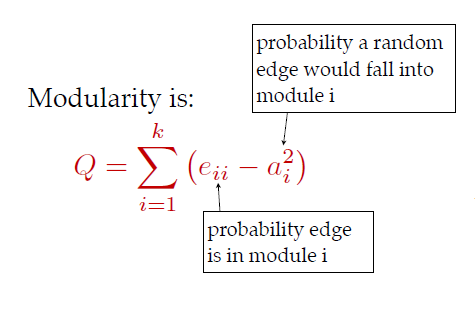 probability a random
edge would fall into
module i
Modularity is:
Q = \sum_{i=1}^{k} (e_{ii} - a_i^2)
probability edge
is in module i